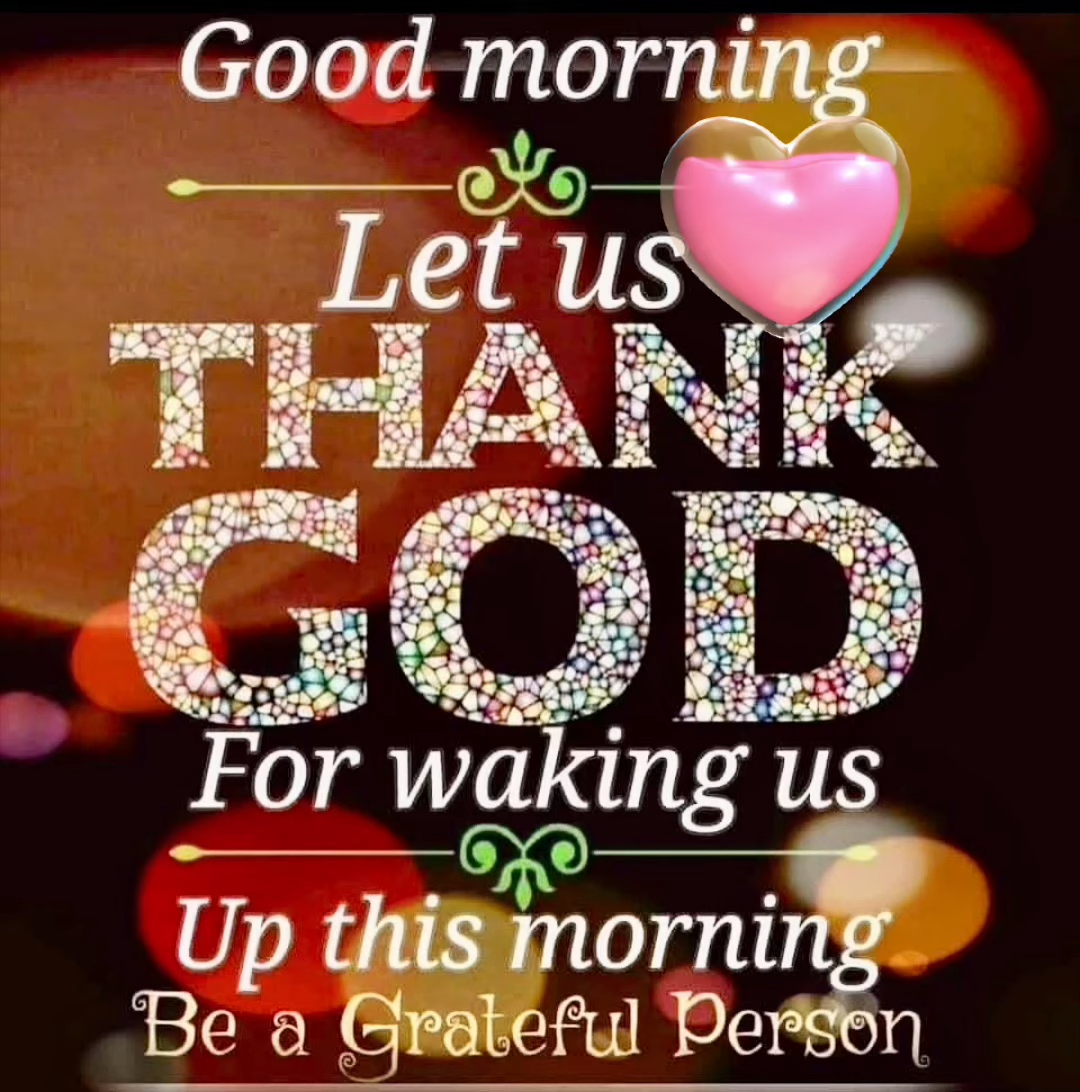 Good morning
Let us
THANK
GOD
For waking us
Up this morning
Be a Grateful Person